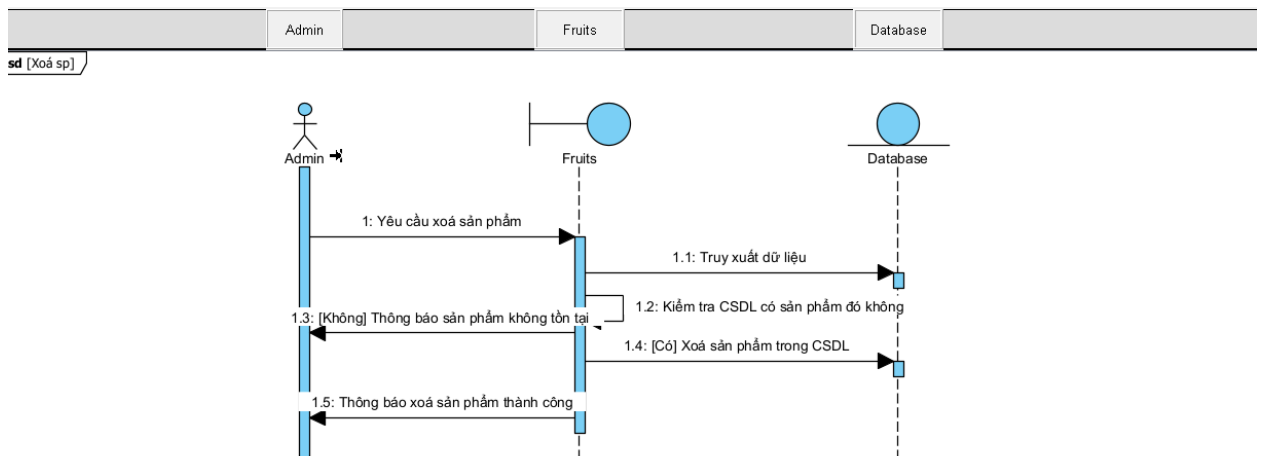 Admin Fruits Database
sd [Xoá sp]
Admin Fruits Database
1: Yêu cầu xoá sản phẩm
1.1: Truy xuất dữ liệu
1.2: Kiểm tra CSDL có sản phẩm đó không
1.3: [Không] Thông báo sản phẩm không tồn tại
1.4: [Có] Xoá sản phẩm trong CSDL
1.5: Thông báo xoá sản phẩm thành công